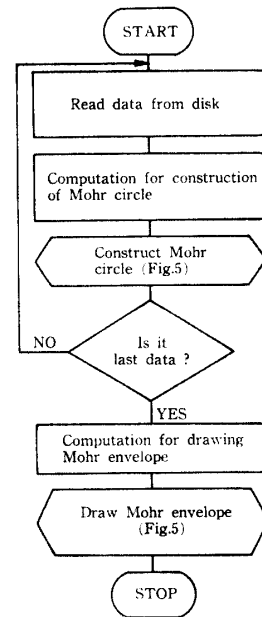 START
Read data from disk
Computation for construction
of Mohr circle
Construct Mohr
circle (Fig.5)
Is it
last data ?
NO
YES
Computation for drawing
Mohr envelope
Draw Mohr envelope
(Fig.5)
STOP